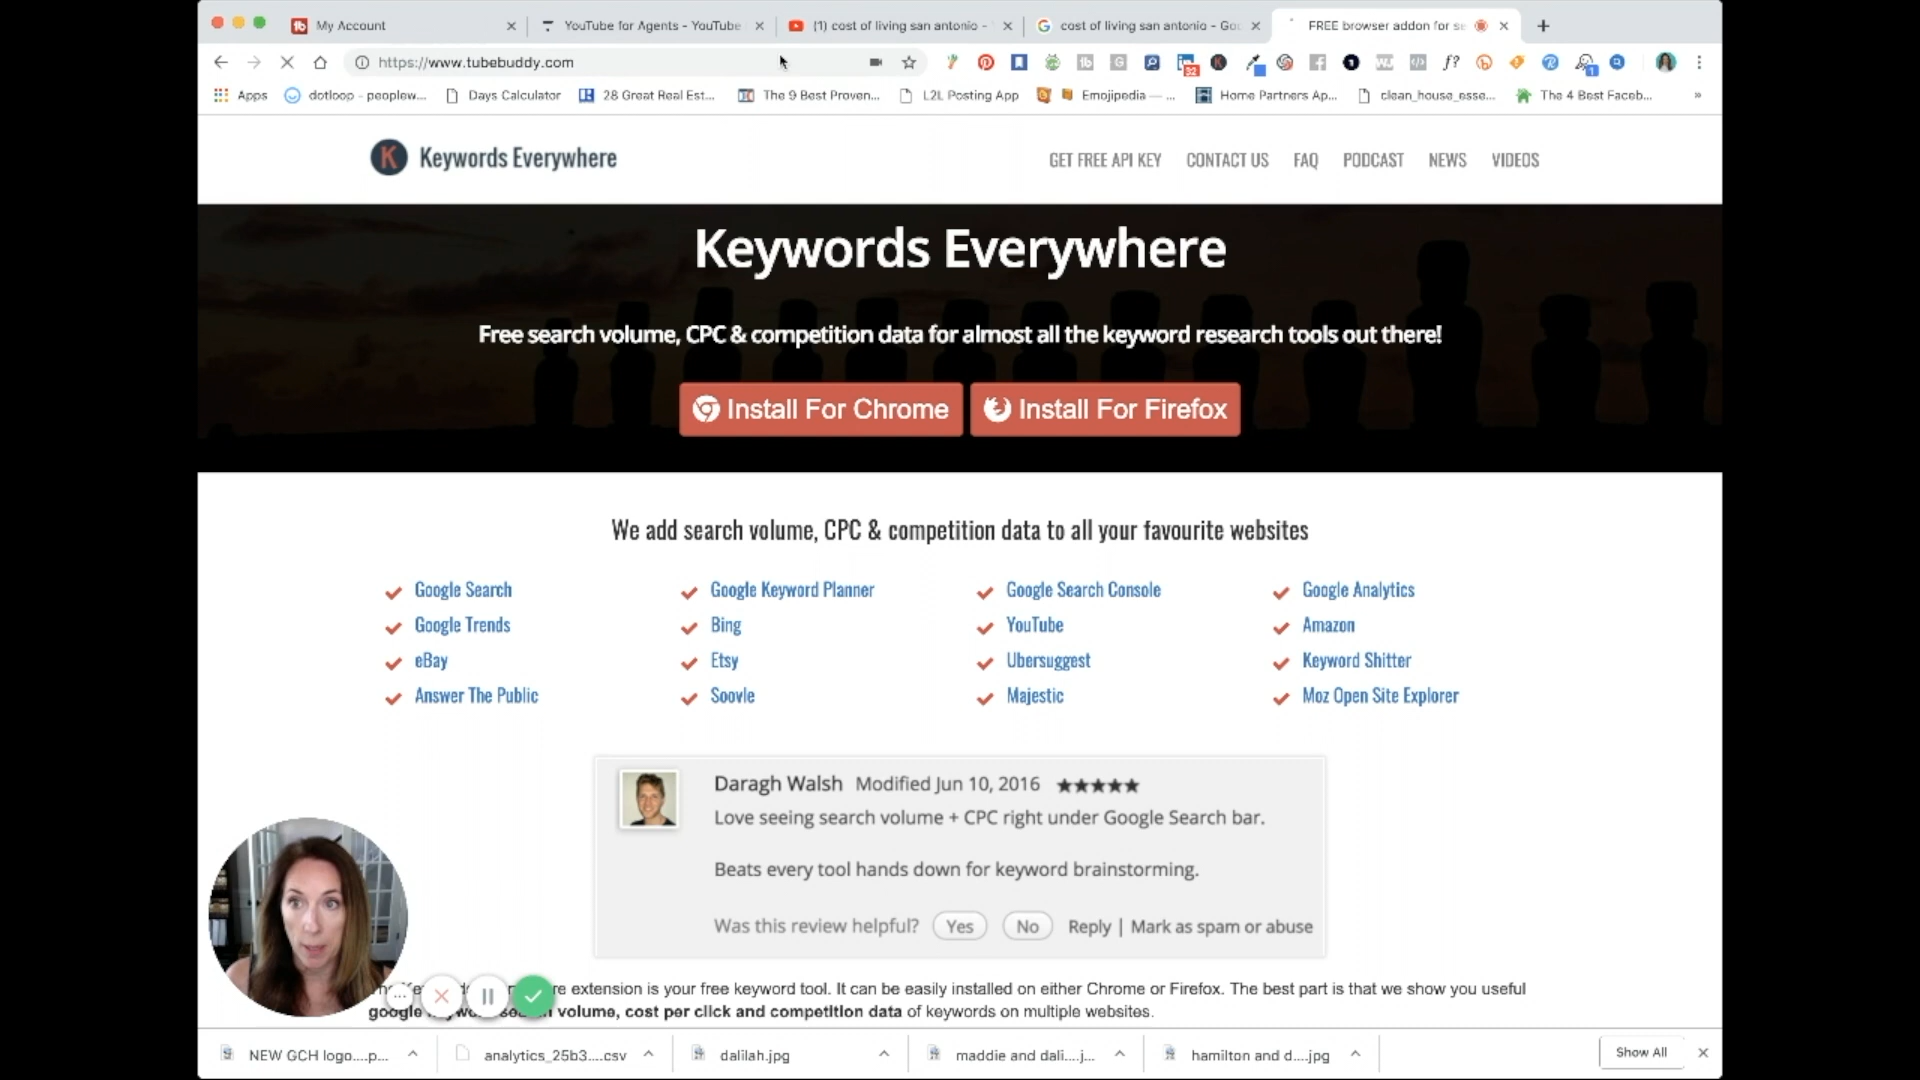 My Account
YouTube for Agents - YouTube
(1) cost of living san antonio -
cost of living san antonio - Goo
FREE browser addon for se
https://www.tubebuddy.com
32
1
Apps
dotloop - peoplew...
Days Calculator
28 Great Real Est...
The 9 Best Proven...
L2L Posting App
Emojipedia — ...
Home Partners Ap...
clean_house_esse...
The 4 Best Faceb...
»
K Keywords Everywhere
GET FREE API KEY CONTACT US FAQ PODCAST NEWS VIDEOS
Keywords Everywhere
Free search volume, CPC & competition data for almost all the keyword research tools out there!
Install For Chrome
Install For Firefox
We add search volume, CPC & competition data to all your favourite websites
Google Search Google Keyword Planner Google Search Console Google Analytics
Google Trends Bing YouTube Amazon
eBay Etsy Ubersuggest Keyword Shitter
Answer The Public Soovle Majestic Moz Open Site Explorer
Daragh Walsh Modified Jun 10, 2016 ★★★★★
Love seeing search volume + CPC right under Google Search bar.
Beats every tool hands down for keyword brainstorming.
Was this review helpful? Yes No Reply | Mark as spam or abuse
extension is your free keyword tool. It can be easily installed on either Chrome or Firefox. The best part is that we show you useful
google volume, cost per click and competition data of keywords on multiple websites.
NEW GCH logo....p...
analytics_25b3....csv
dalilah.jpg
maddie and dali....j...
hamilton and d....jpg
Show All